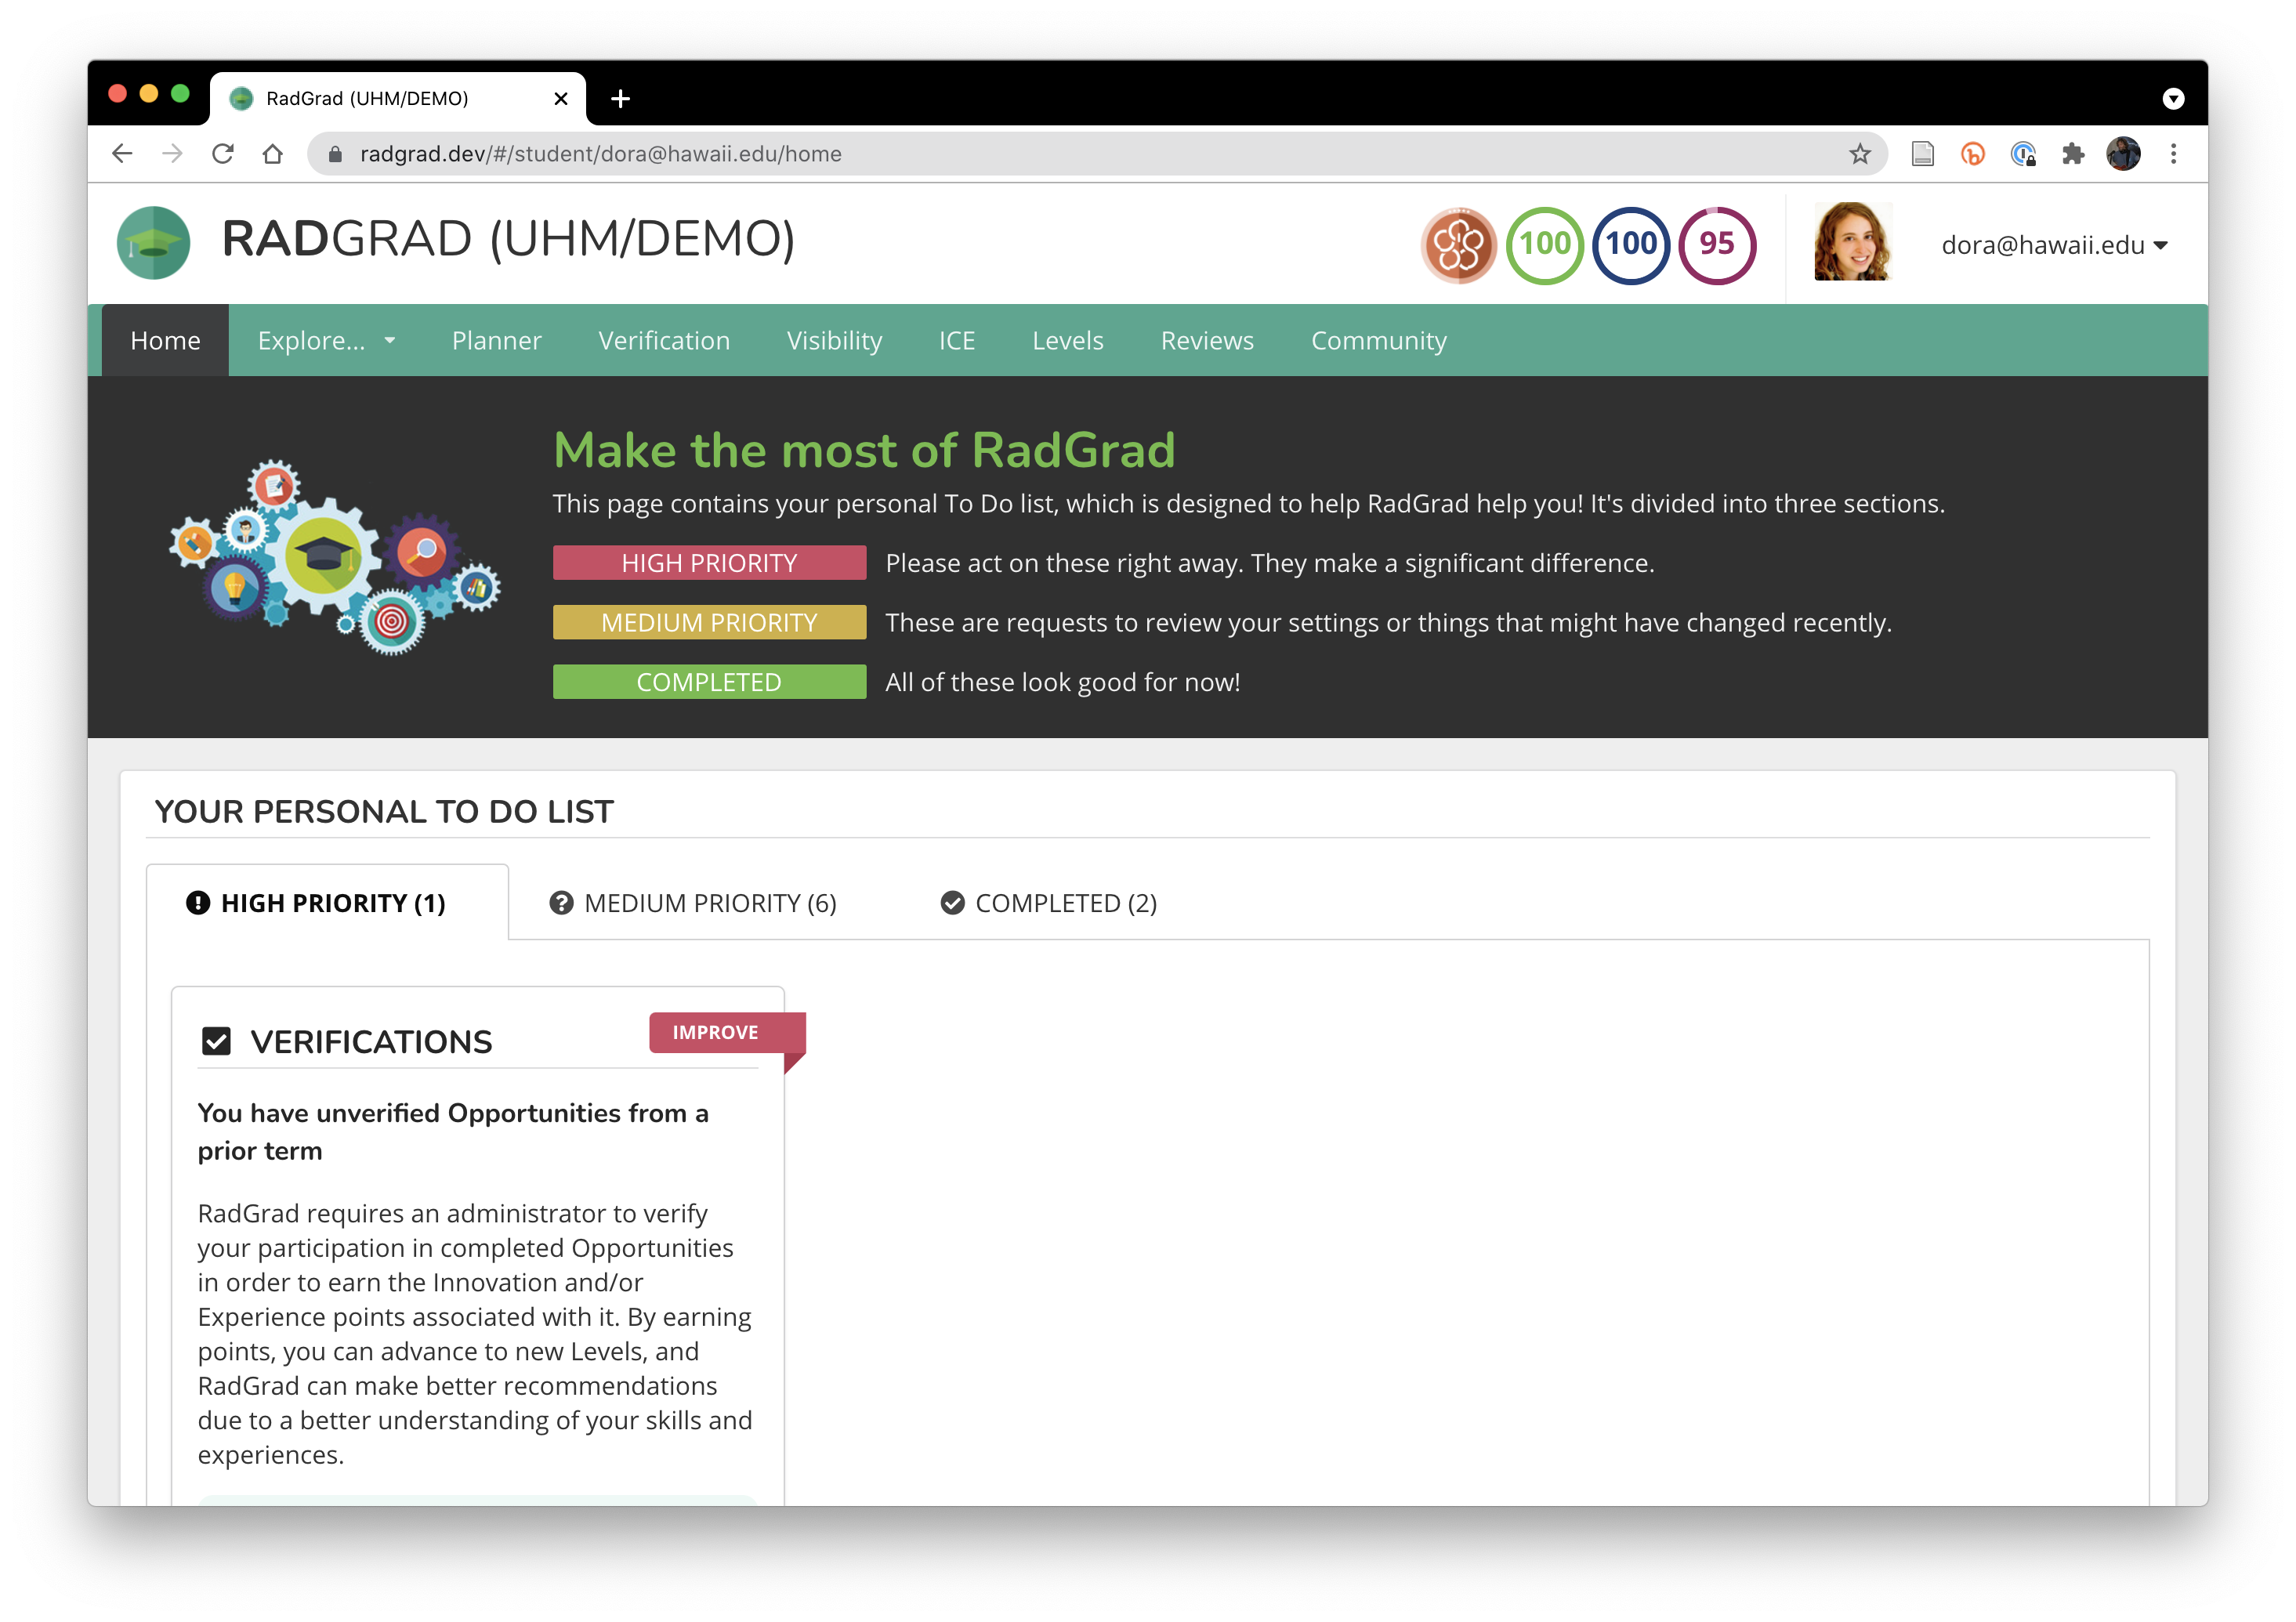 RadGrad (UHM/DEMO)
radgrad.dev/#/student/dora@hawaii.edu/home
RADGRAD (UHM/DEMO)
100
100
95
dora@hawaii.edu
Home
Explore...
Planner
Verification
Visibility
ICE
Levels
Reviews
Community
Make the most of RadGrad
This page contains your personal To Do list, which is designed to help RadGrad help you! It's divided into three sections.
HIGH PRIORITY
Please act on these right away. They make a significant difference.
MEDIUM PRIORITY
These are requests to review your settings or things that might have changed recently.
COMPLETED
All of these look good for now!
YOUR PERSONAL TO DO LIST
HIGH PRIORITY (1)
MEDIUM PRIORITY (6)
COMPLETED (2)
VERIFICATIONS
IMPROVE
You have unverified Opportunities from a
prior term
RadGrad requires an administrator to verify
your participation in completed Opportunities
in order to earn the Innovation and/or
Experience points associated with it. By earning
points, you can advance to new Levels, and
RadGrad can make better recommendations
due to a better understanding of your skills and
experiences.